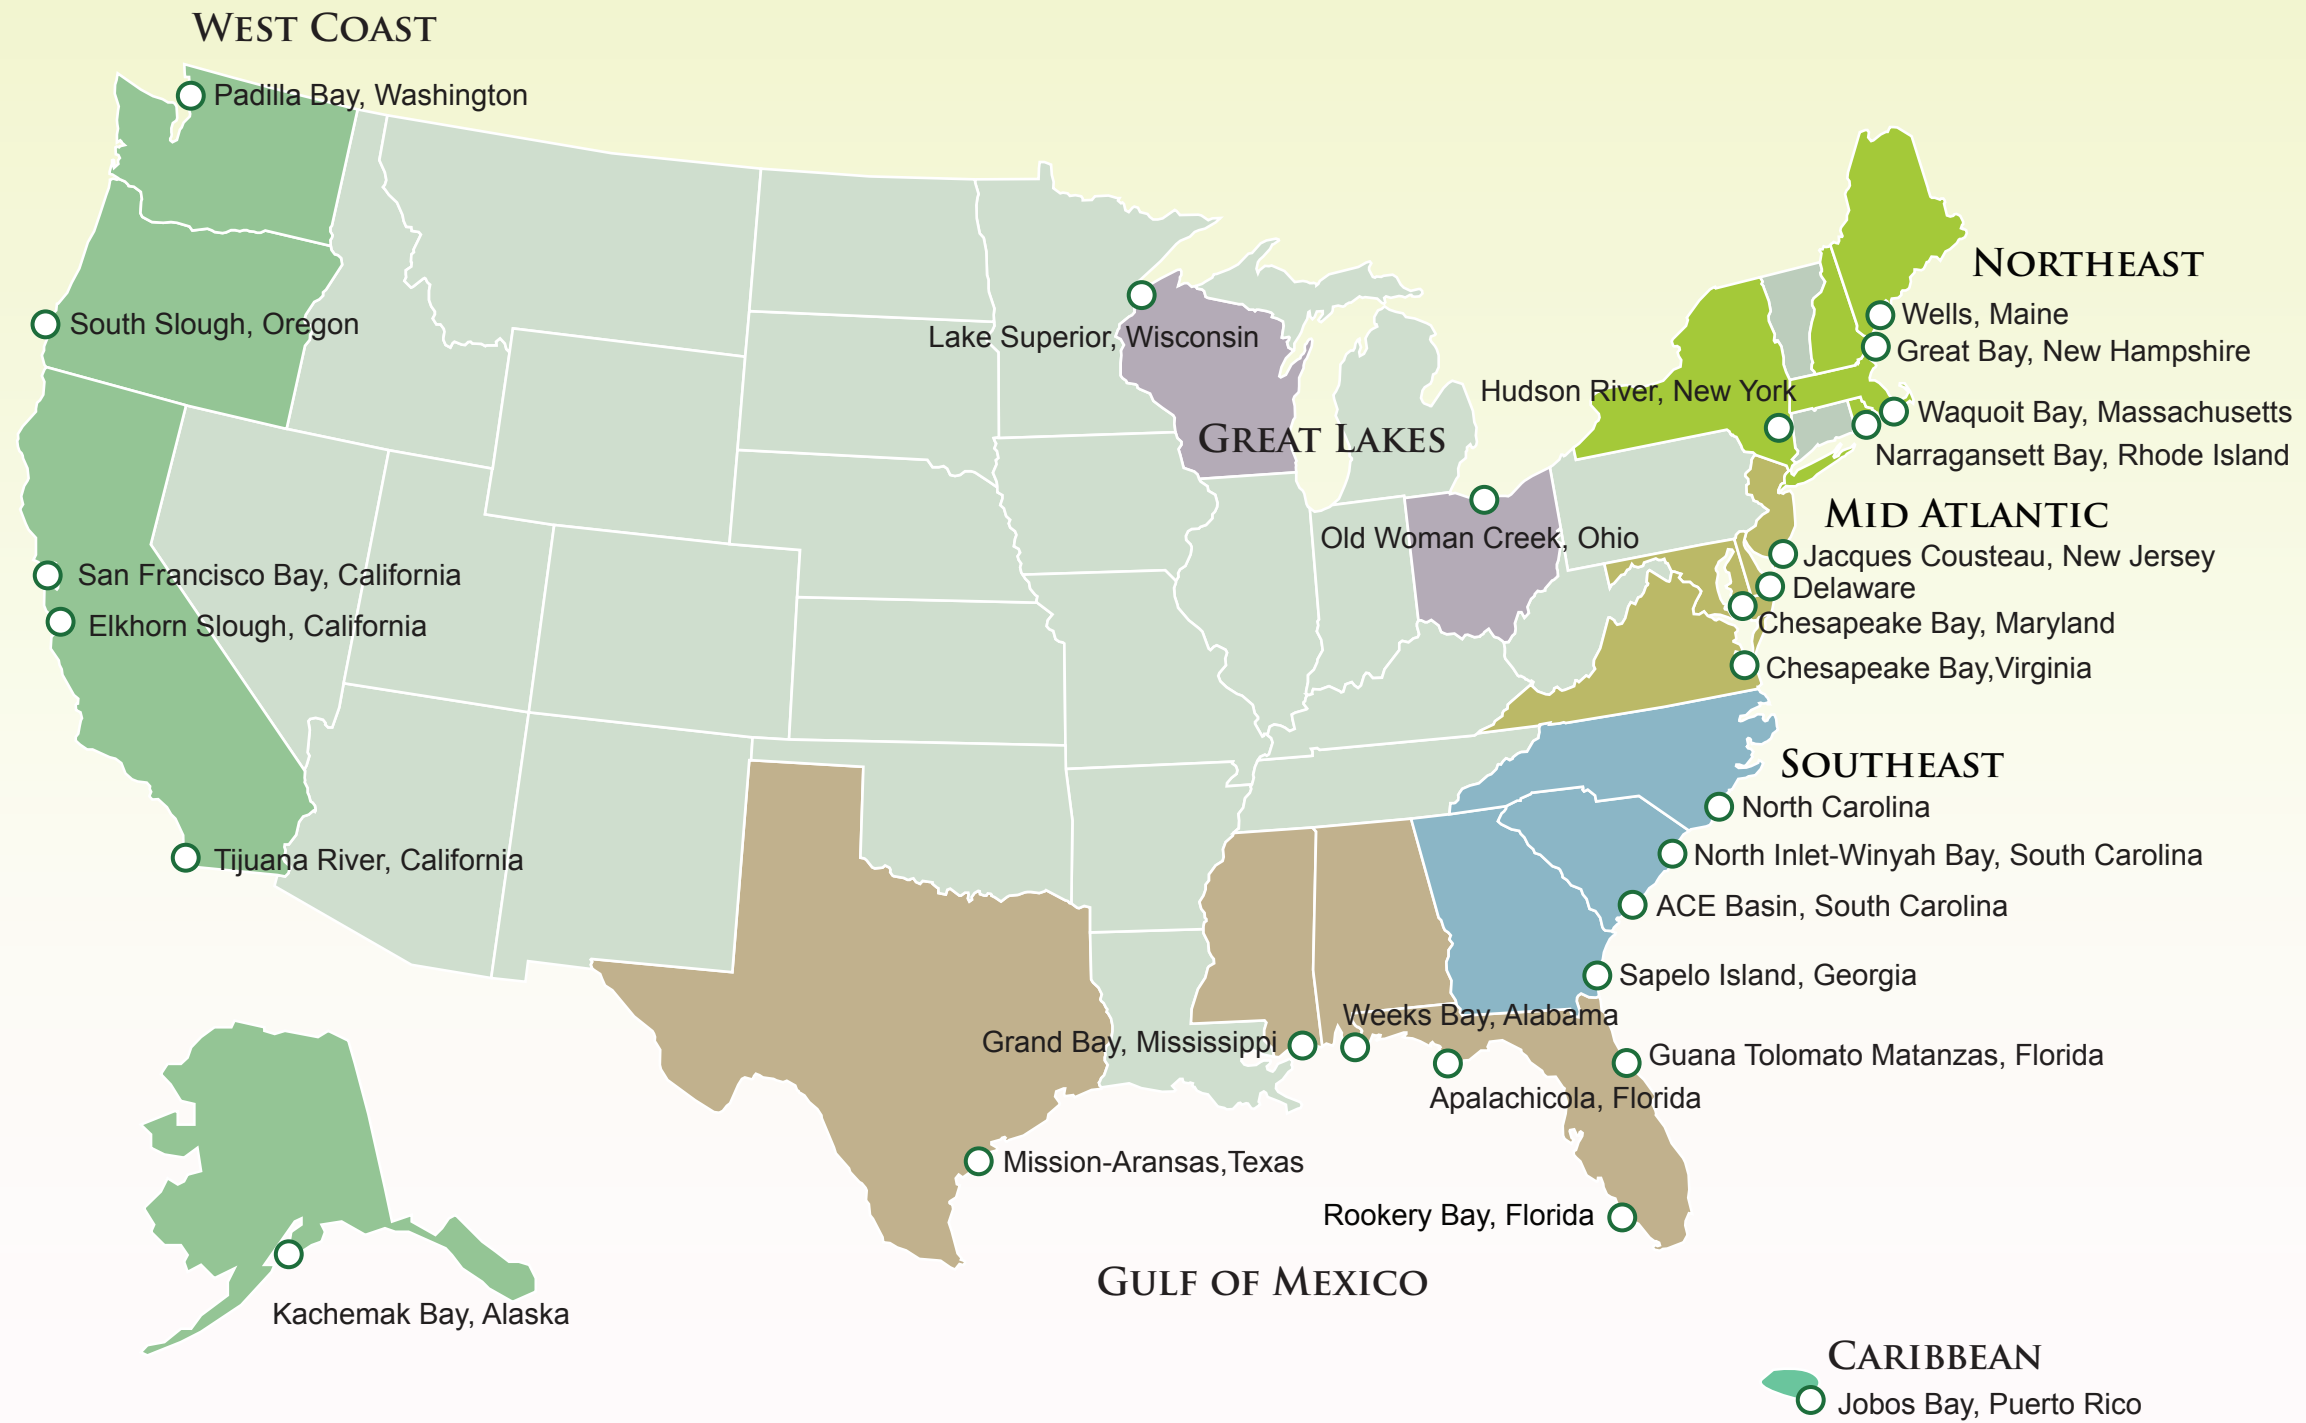 WEST COAST
Padilla Bay, Washington
South Slough, Oregon
San Francisco Bay, California
Elkhorn Slough, California
Tijuana River, California
Kachemak Bay, Alaska
Lake Superior, Wisconsin
GREAT LAKES
Old Woman Creek, Ohio
NORTHEAST
Wells, Maine
Great Bay, New Hampshire
Hudson River, New York
Waquoit Bay, Massachusetts
Narragansett Bay, Rhode Island
MID ATLANTIC
Jacques Cousteau, New Jersey
Delaware
Chesapeake Bay, Maryland
Chesapeake Bay,Virginia
SOUTHEAST
North Carolina
North Inlet-Winyah Bay, South Carolina
ACE Basin, South Carolina
Sapelo Island, Georgia
Weeks Bay, Alabama
Grand Bay, Mississippi
Guana Tolomato Matanzas, Florida
Apalachicola, Florida
Mission-Aransas,Texas
Rookery Bay, Florida
GULF OF MEXICO
CARIBBEAN
Jobos Bay, Puerto Rico